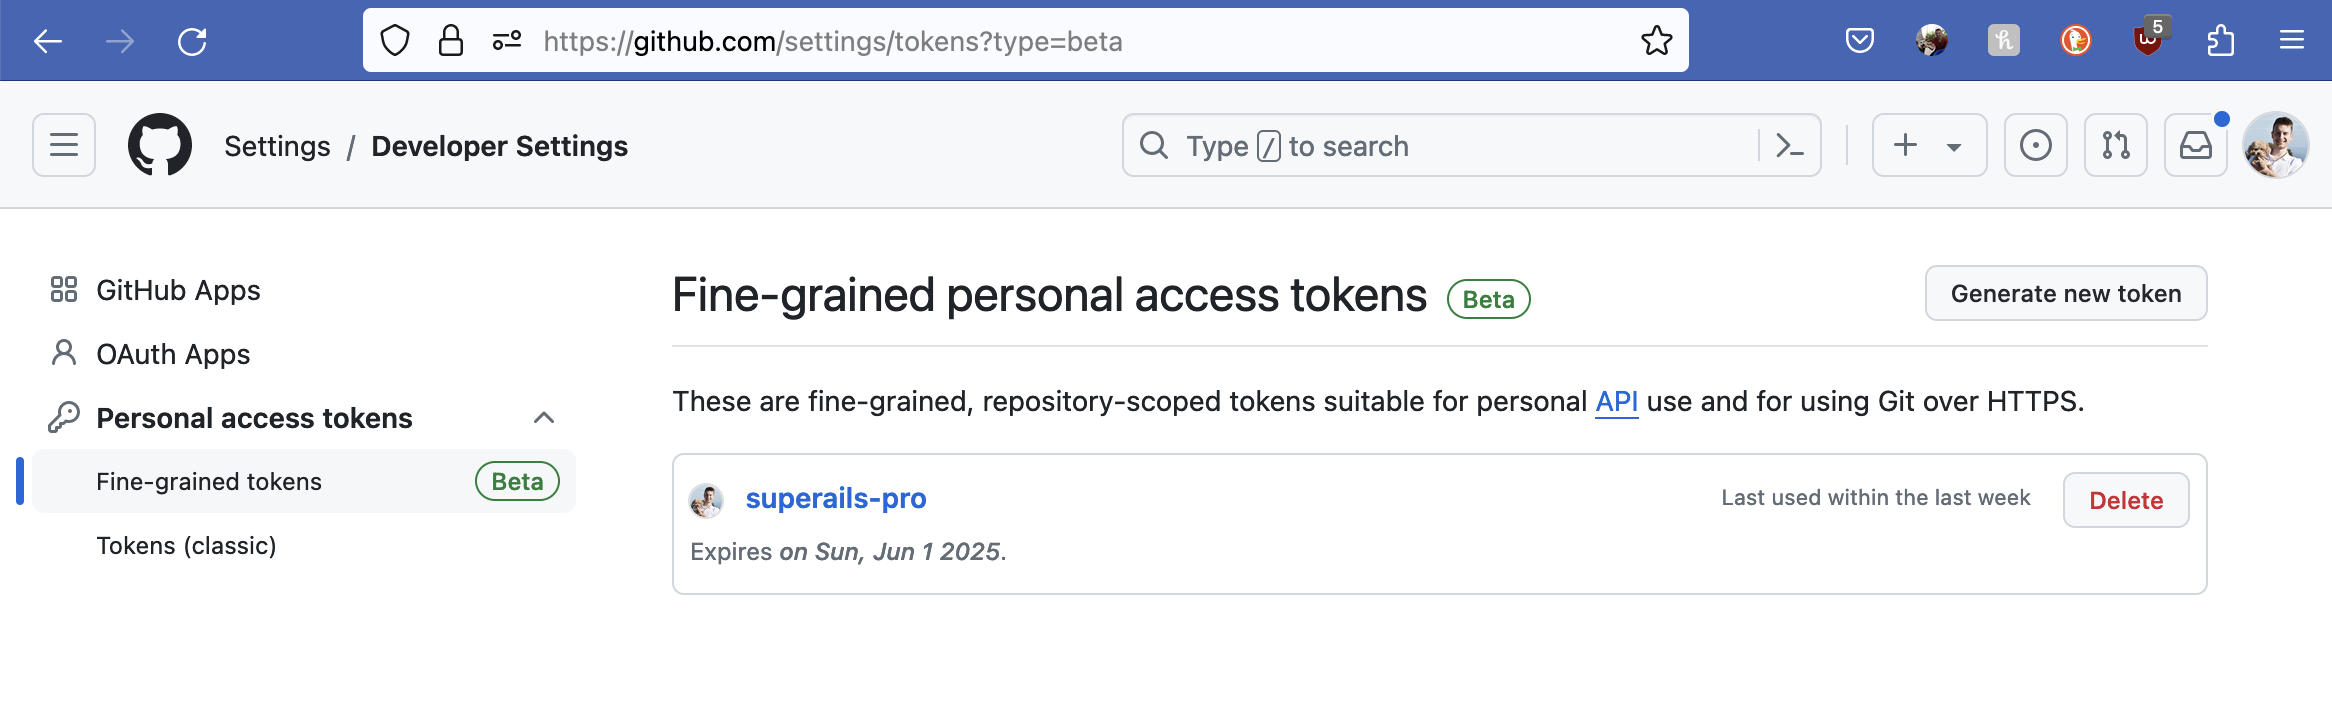 https://github.com/settings/tokens?type=beta
5
Settings / Developer Settings
Type / to search
GitHub Apps
OAuth Apps
Personal access tokens
Fine-grained tokens Beta
Tokens (classic)
Fine-grained personal access tokens Beta
Generate new token
These are fine-grained, repository-scoped tokens suitable for personal API use and for using Git over HTTPS.
superails-pro
Last used within the last week
Delete
Expires on Sun, Jun 1 2025.